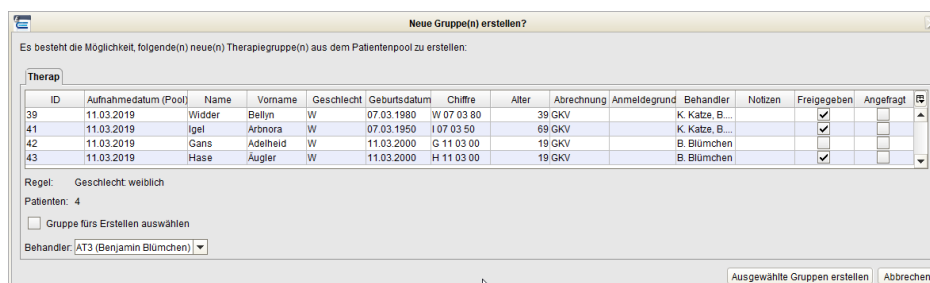 Neue Gruppe(n) erstellen?
Es besteht die Möglichkeit, folgende(n) neue(n) Therapiegruppe(n) aus dem Patientenpool zu erstellen:
Therap
ID Aufnahmedatum (Pool) Name Vorname Geschlecht Geburtsdatum Chiffre Alter Abrechnung Anmeldegrund Behandler Notizen Freigegeben Angefragt
39 11.03.2019 Widder Bellyn W 07.03.1980 W 07 03 80 39 GKV K. Katze, B....
41 11.03.2019 Igel Arbnora W 07.03.1950 I 07 03 50 69 GKV K. Katze, B....
42 11.03.2019 Gans Adelheid W 11.03.2000 G 11 03 00 19 GKV B. Blümchen
43 11.03.2019 Hase Äugler W 11.03.2000 H 11 03 00 19 GKV B. Blümchen
Regel: Geschlecht: weiblich
Patienten: 4
Gruppe fürs Erstellen auswählen
Behandler: AT3 (Benjamin Blümchen)
Ausgewählte Gruppen erstellen Abbrechen